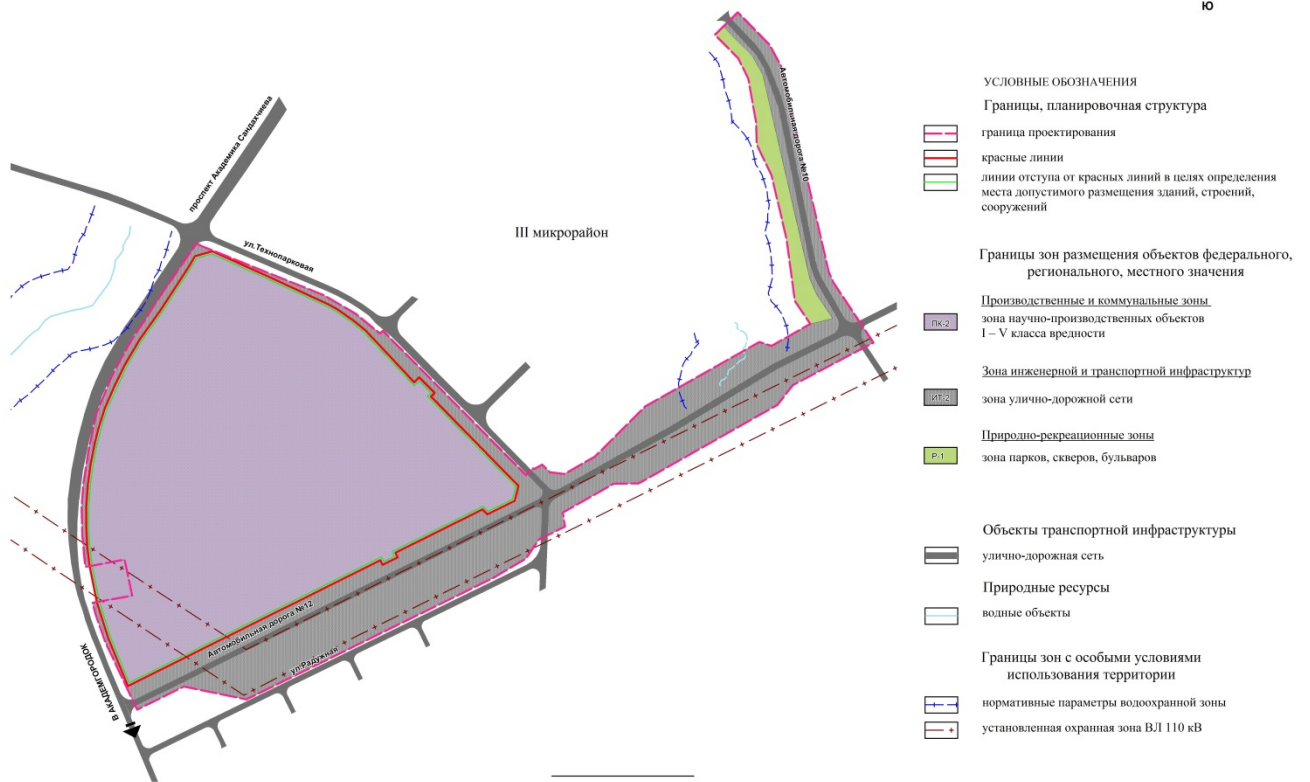 Ю
УСЛОВНЫЕ ОБОЗНАЧЕНИЯ
Границы, планировочная структура
граница проектирования
красные линии
линии отступа от красных линий в целях определения
места допустимого размещения зданий, строений,
сооружений
Границы зон размещения объектов федерального,
регионального, местного значения
Производственные и коммунальные зоны
ПК-2
зона научно-производственных объектов
I – V класса вредности
Зона инженерной и транспортной инфраструктур
ИТ-2
зона улично-дорожной сети
Природно-рекреационные зоны
Р-1
зона парков, скверов, бульваров
Объекты транспортной инфраструктуры
улично-дорожная сеть
Природные ресурсы
водные объекты
Границы зон с особыми условиями
использования территории
нормативные параметры водоохранной зоны
установленная охранная зона ВЛ 110 кВ
проспект Академика Сандахчиева
ул.Технопарковая
III микрорайон
Автомобильная дорога №10
Автомобильная дорога №12
ул.Радужная
В АКАДЕМГОРОДОК